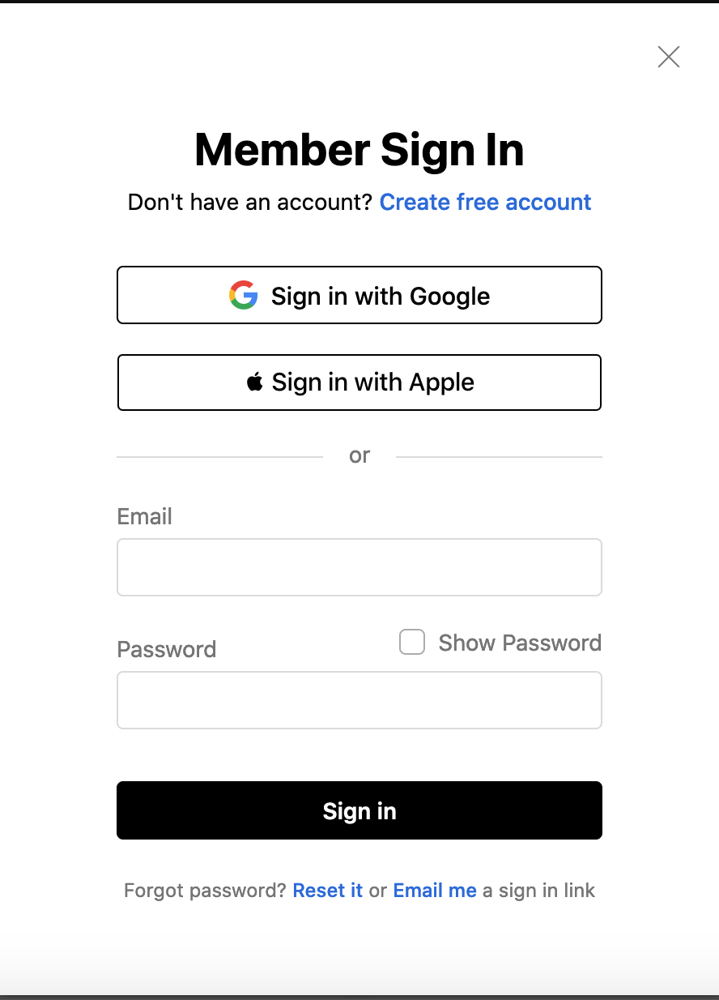 Member Sign In
Don't have an account? Create free account
Sign in with Google
Sign in with Apple
or
Email
Password
Show Password
Sign in
Forgot password? Reset it or Email me a sign in link